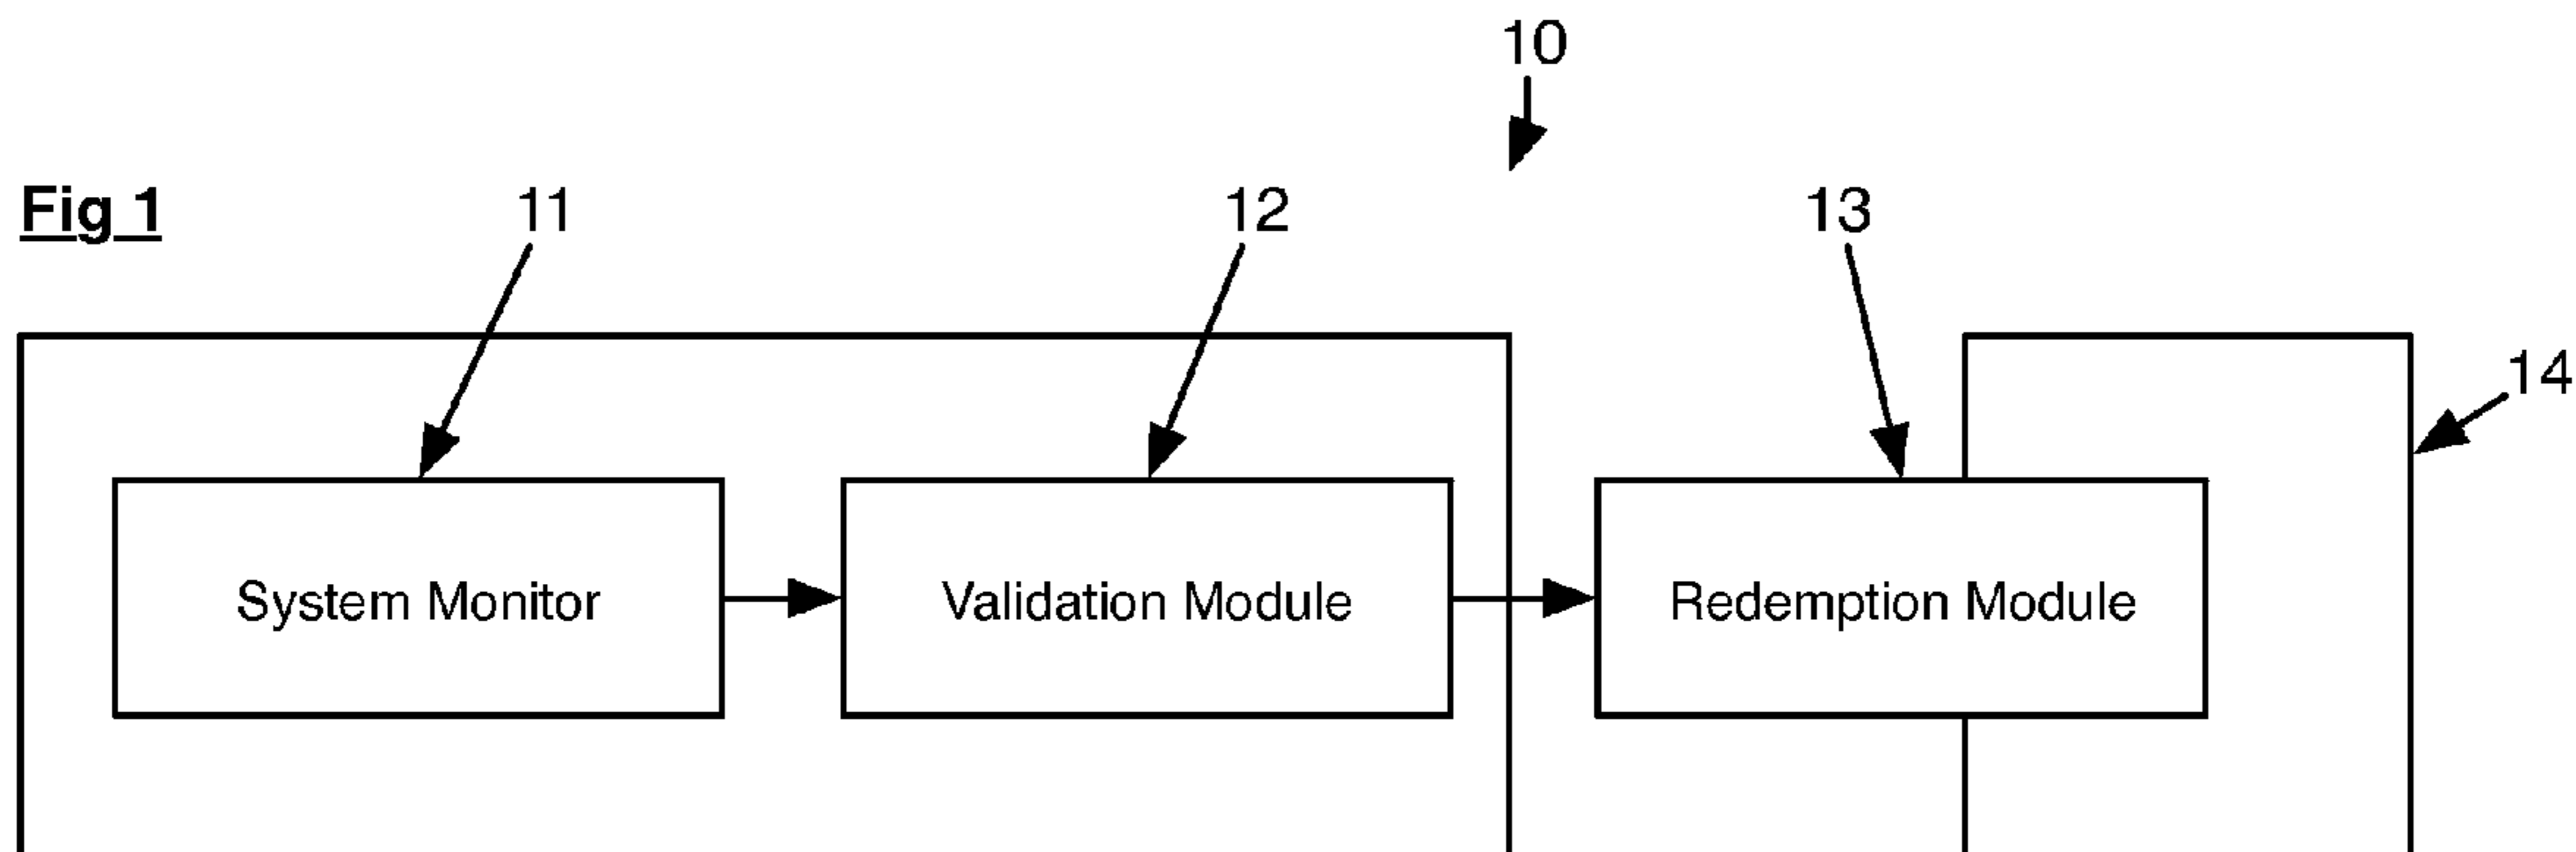 10
Fig 1
11
12
13
14
System Monitor
Validation Module
Redemption Module